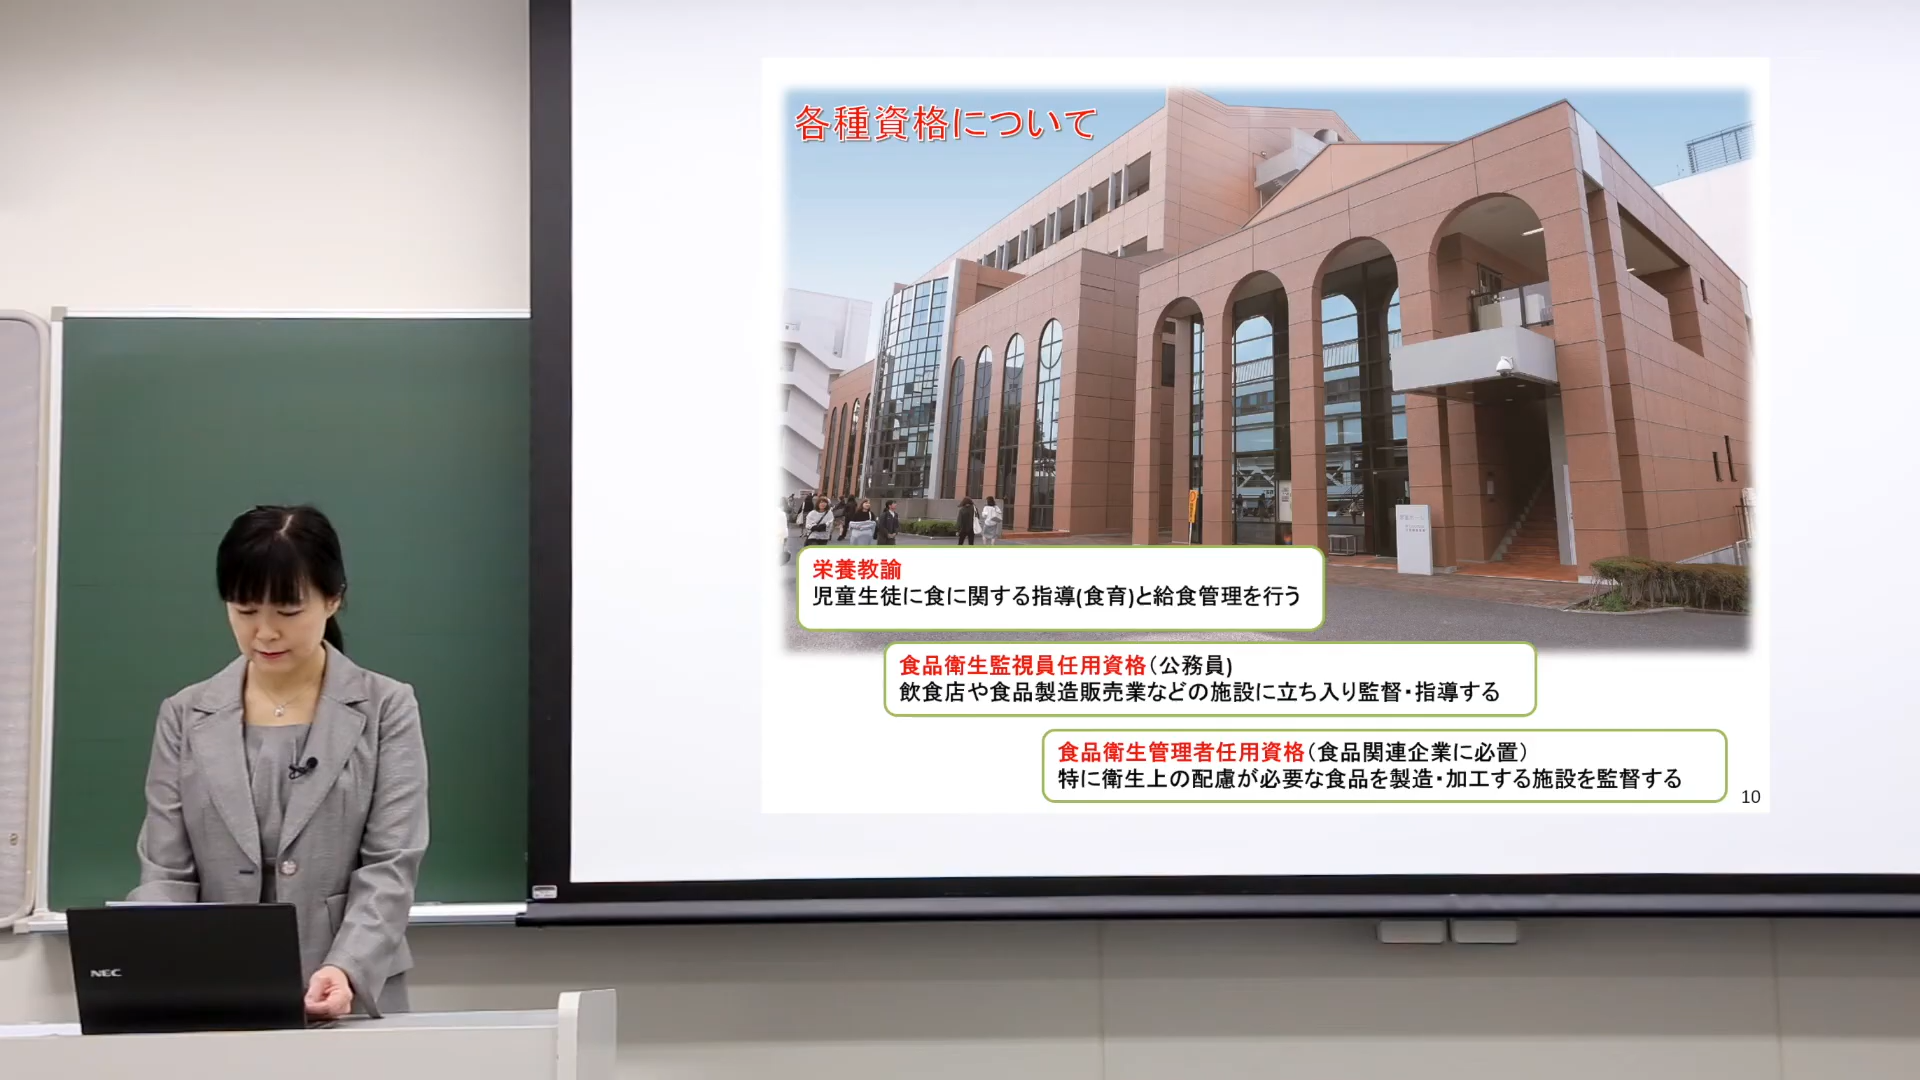 各種資格について
栄養教諭
児童生徒に食に関する指導(食育)と給食管理を行う
食品衛生監視員任用資格(公務員)
飲食店や食品製造販売業などの施設に立ち入り監督・指導する
食品衛生管理者任用資格(食品関連企業に必置)
特に衛生上の配慮が必要な食品を製造・加工する施設を監督する
10
NEC